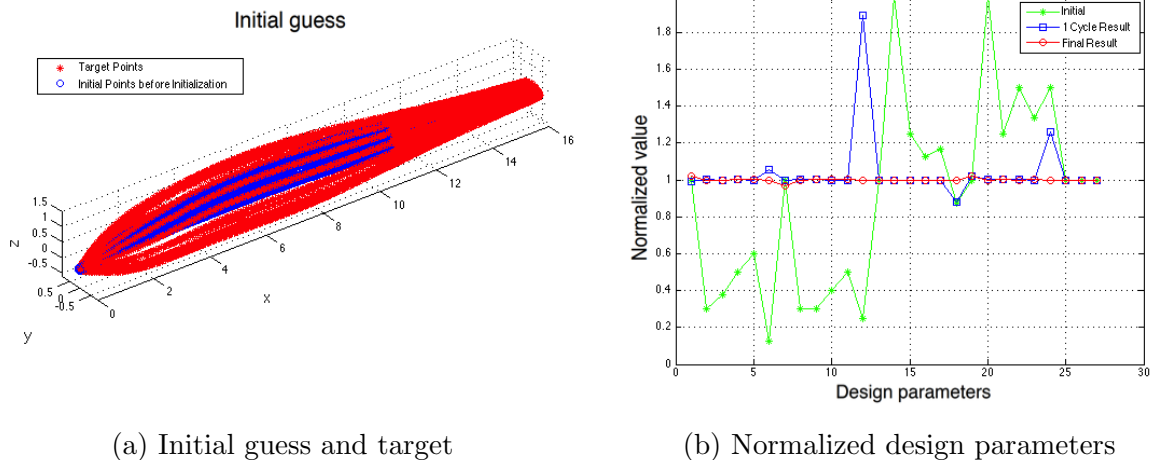 Initial guess
Target Points
Initial Points before Initialization
1.5
1
0.5
0
-0.5
z
0.5
0
-0.5
y
0
2
4
6
8
10
12
14
16
x
(a) Initial guess and target
Initial
1 Cycle Result
Final Result
1.8
1.6
1.4
1.2
1
0.8
0.6
0.4
0.2
0
Normalized value
0
5
10
15
20
25
30
Design parameters
(b) Normalized design parameters